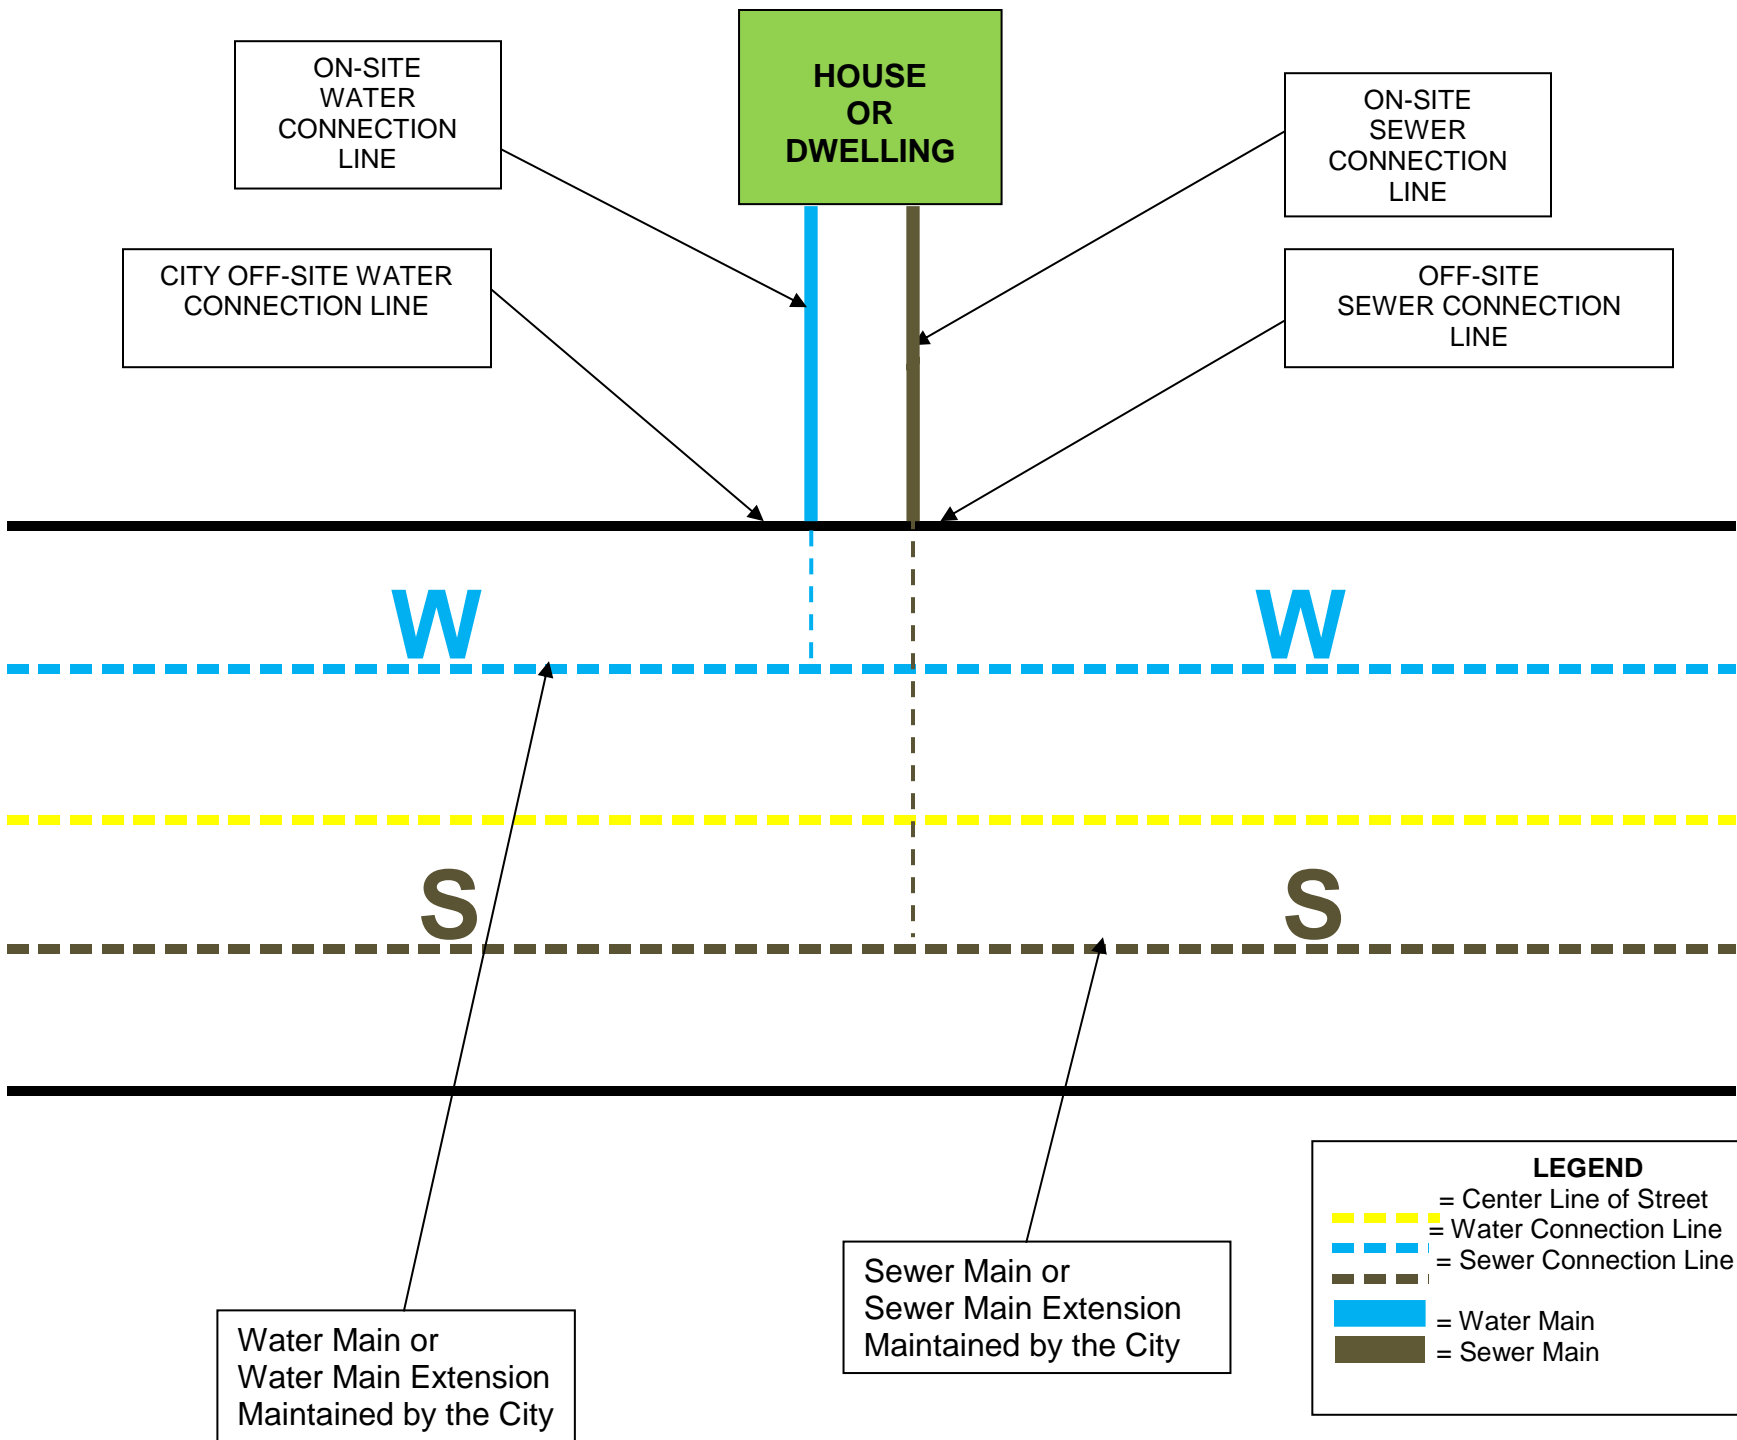 ON-SITE
WATER
CONNECTION
LINE
HOUSE
OR
DWELLING
ON-SITE
SEWER
CONNECTION
LINE
CITY OFF-SITE WATER
CONNECTION LINE
OFF-SITE
SEWER CONNECTION
LINE
W
W
S
S
Water Main or
Water Main Extension
Maintained by the City
Sewer Main or
Sewer Main Extension
Maintained by the City
LEGEND
= Center Line of Street
= Water Connection Line
= Sewer Connection Line
= Water Main
= Sewer Main